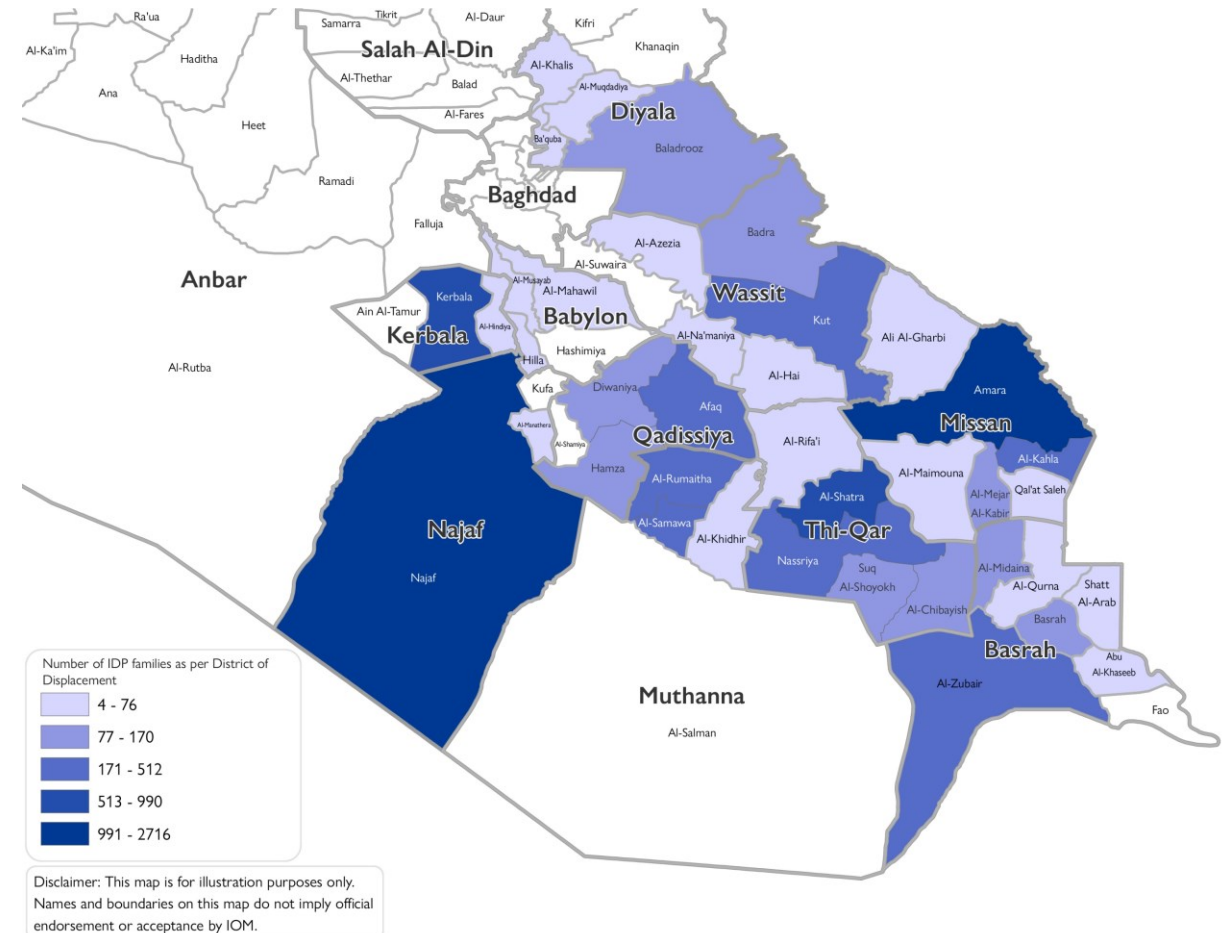 Ra'ua
Tikrit
Al-Daur
Kifri
Samarra
Al-Ka'im
Haditha
Salah Al-Din
Khanaqin
Al-Khalis
Al-Thethar
Balad
Al-Muqdadiya
Ana
Al-Fares
Diyala
Heet
Ba'quba
Baladrooz
Ramadi
Baghdad
Falluja
Badra
Al-Azezia
Al-Suwaira
Anbar
Al-Musayab
Al-Mahawil
Wassit
Kerbala
Ain Al-Tamur
Babylon
Kut
Al-Hindiya
Kerbala
Al-Na'maniya
Ali Al-Gharbi
Hashimiya
Hilla
Al-Rutba
Al-Hai
Kufa
Diwaniya
Amara
Afaq
Missan
Al-Manathera
Qadissiya
Al-Shamiya
Al-Rifa'i
Al-Kahla
Hamza
Al-Maimouna
Al-Rumaitha
Qal'at Saleh
Al-Mejar
Al-Kabir
Al-Shatra
Al-Samawa
Najaf
Thi-Qar
Al-Khidhir
Nassriya
Suq
Al-Shoyokh
Al-Midaina
Najaf
Al-Qurna
Shatt
Al-Arab
Al-Chibayish
Basrah
Basrah
Abu
Al-Khaseeb
Al-Zubair
Muthanna
Fao
Al-Salman
Number of IDP families as per District of
Displacement
4 - 76
77 - 170
171 - 512
513 - 990
991 - 2716
Disclaimer: This map is for illustration purposes only.
Names and boundaries on this map do not imply official
endorsement or acceptance by IOM.